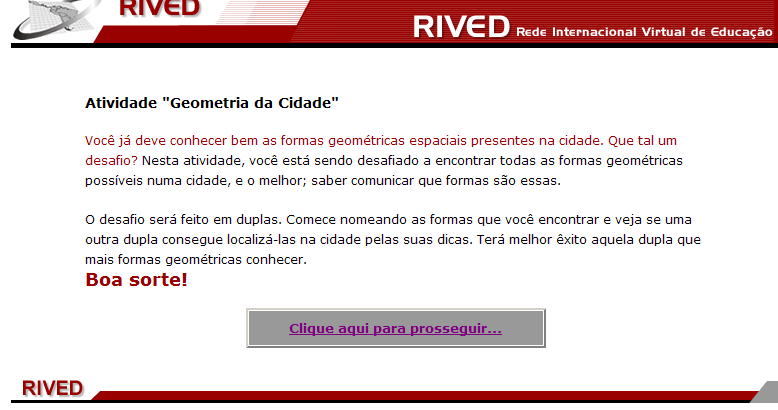 RIVED
RIVED Rede Internacional Virtual de Educação
Atividade "Geometria da Cidade"
Você já deve conhecer bem as formas geométricas espaciais presentes na cidade. Que tal um
desafio? Nesta atividade, você está sendo desafiado a encontrar todas as formas geométricas
possíveis numa cidade, e o melhor; saber comunicar que formas são essas.
O desafio será feito em duplas. Comece nomeando as formas que você encontrar e veja se uma
outra dupla consegue localizá-las na cidade pelas suas dicas. Terá melhor êxito aquela dupla que
mais formas geométricas conhecer.
Boa sorte!
Clique aqui para prosseguir...
RIVED